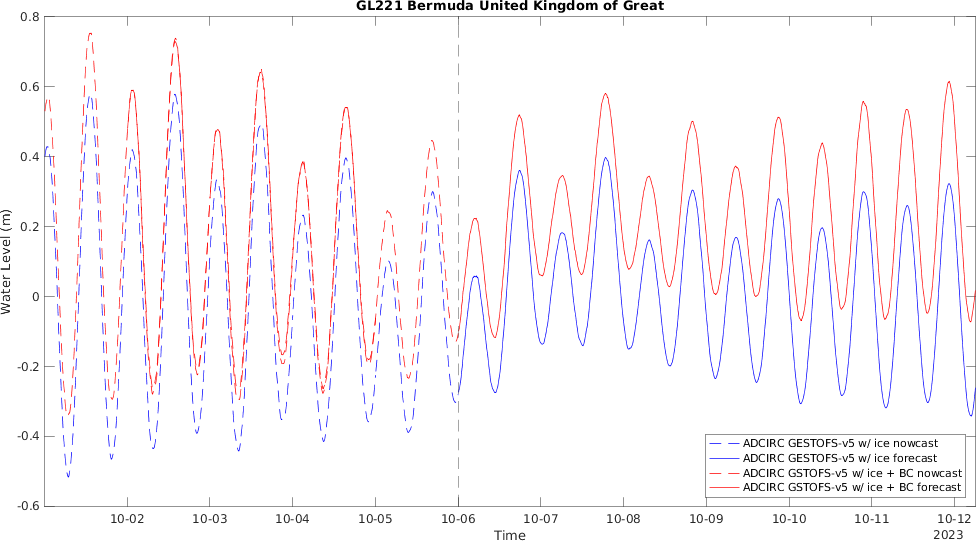 GL221 Bermuda United Kingdom of Great
0.8
0.6
0.4
0.2
0
-0.2
-0.4
-0.6
Water Level (m)
10-02 10-03 10-04 10-05 10-06 10-07 10-08 10-09 10-10 10-11 10-12
Time
2023
ADCIRC GESTOFS-v5 w/ ice nowcast
ADCIRC GESTOFS-v5 w/ ice forecast
ADCIRC GSTOFS-v5 w/ ice + BC nowcast
ADCIRC GSTOFS-v5 w/ ice + BC forecast